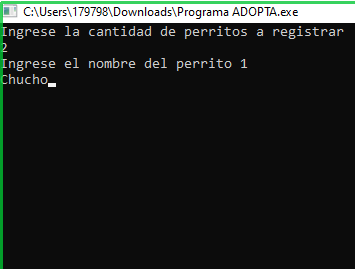 C:\Users\179798\Downloads\Programa ADOPTA.exe
Ingrese la cantidad de perritos a registrar
2
Ingrese el nombre del perrito 1
Chucho